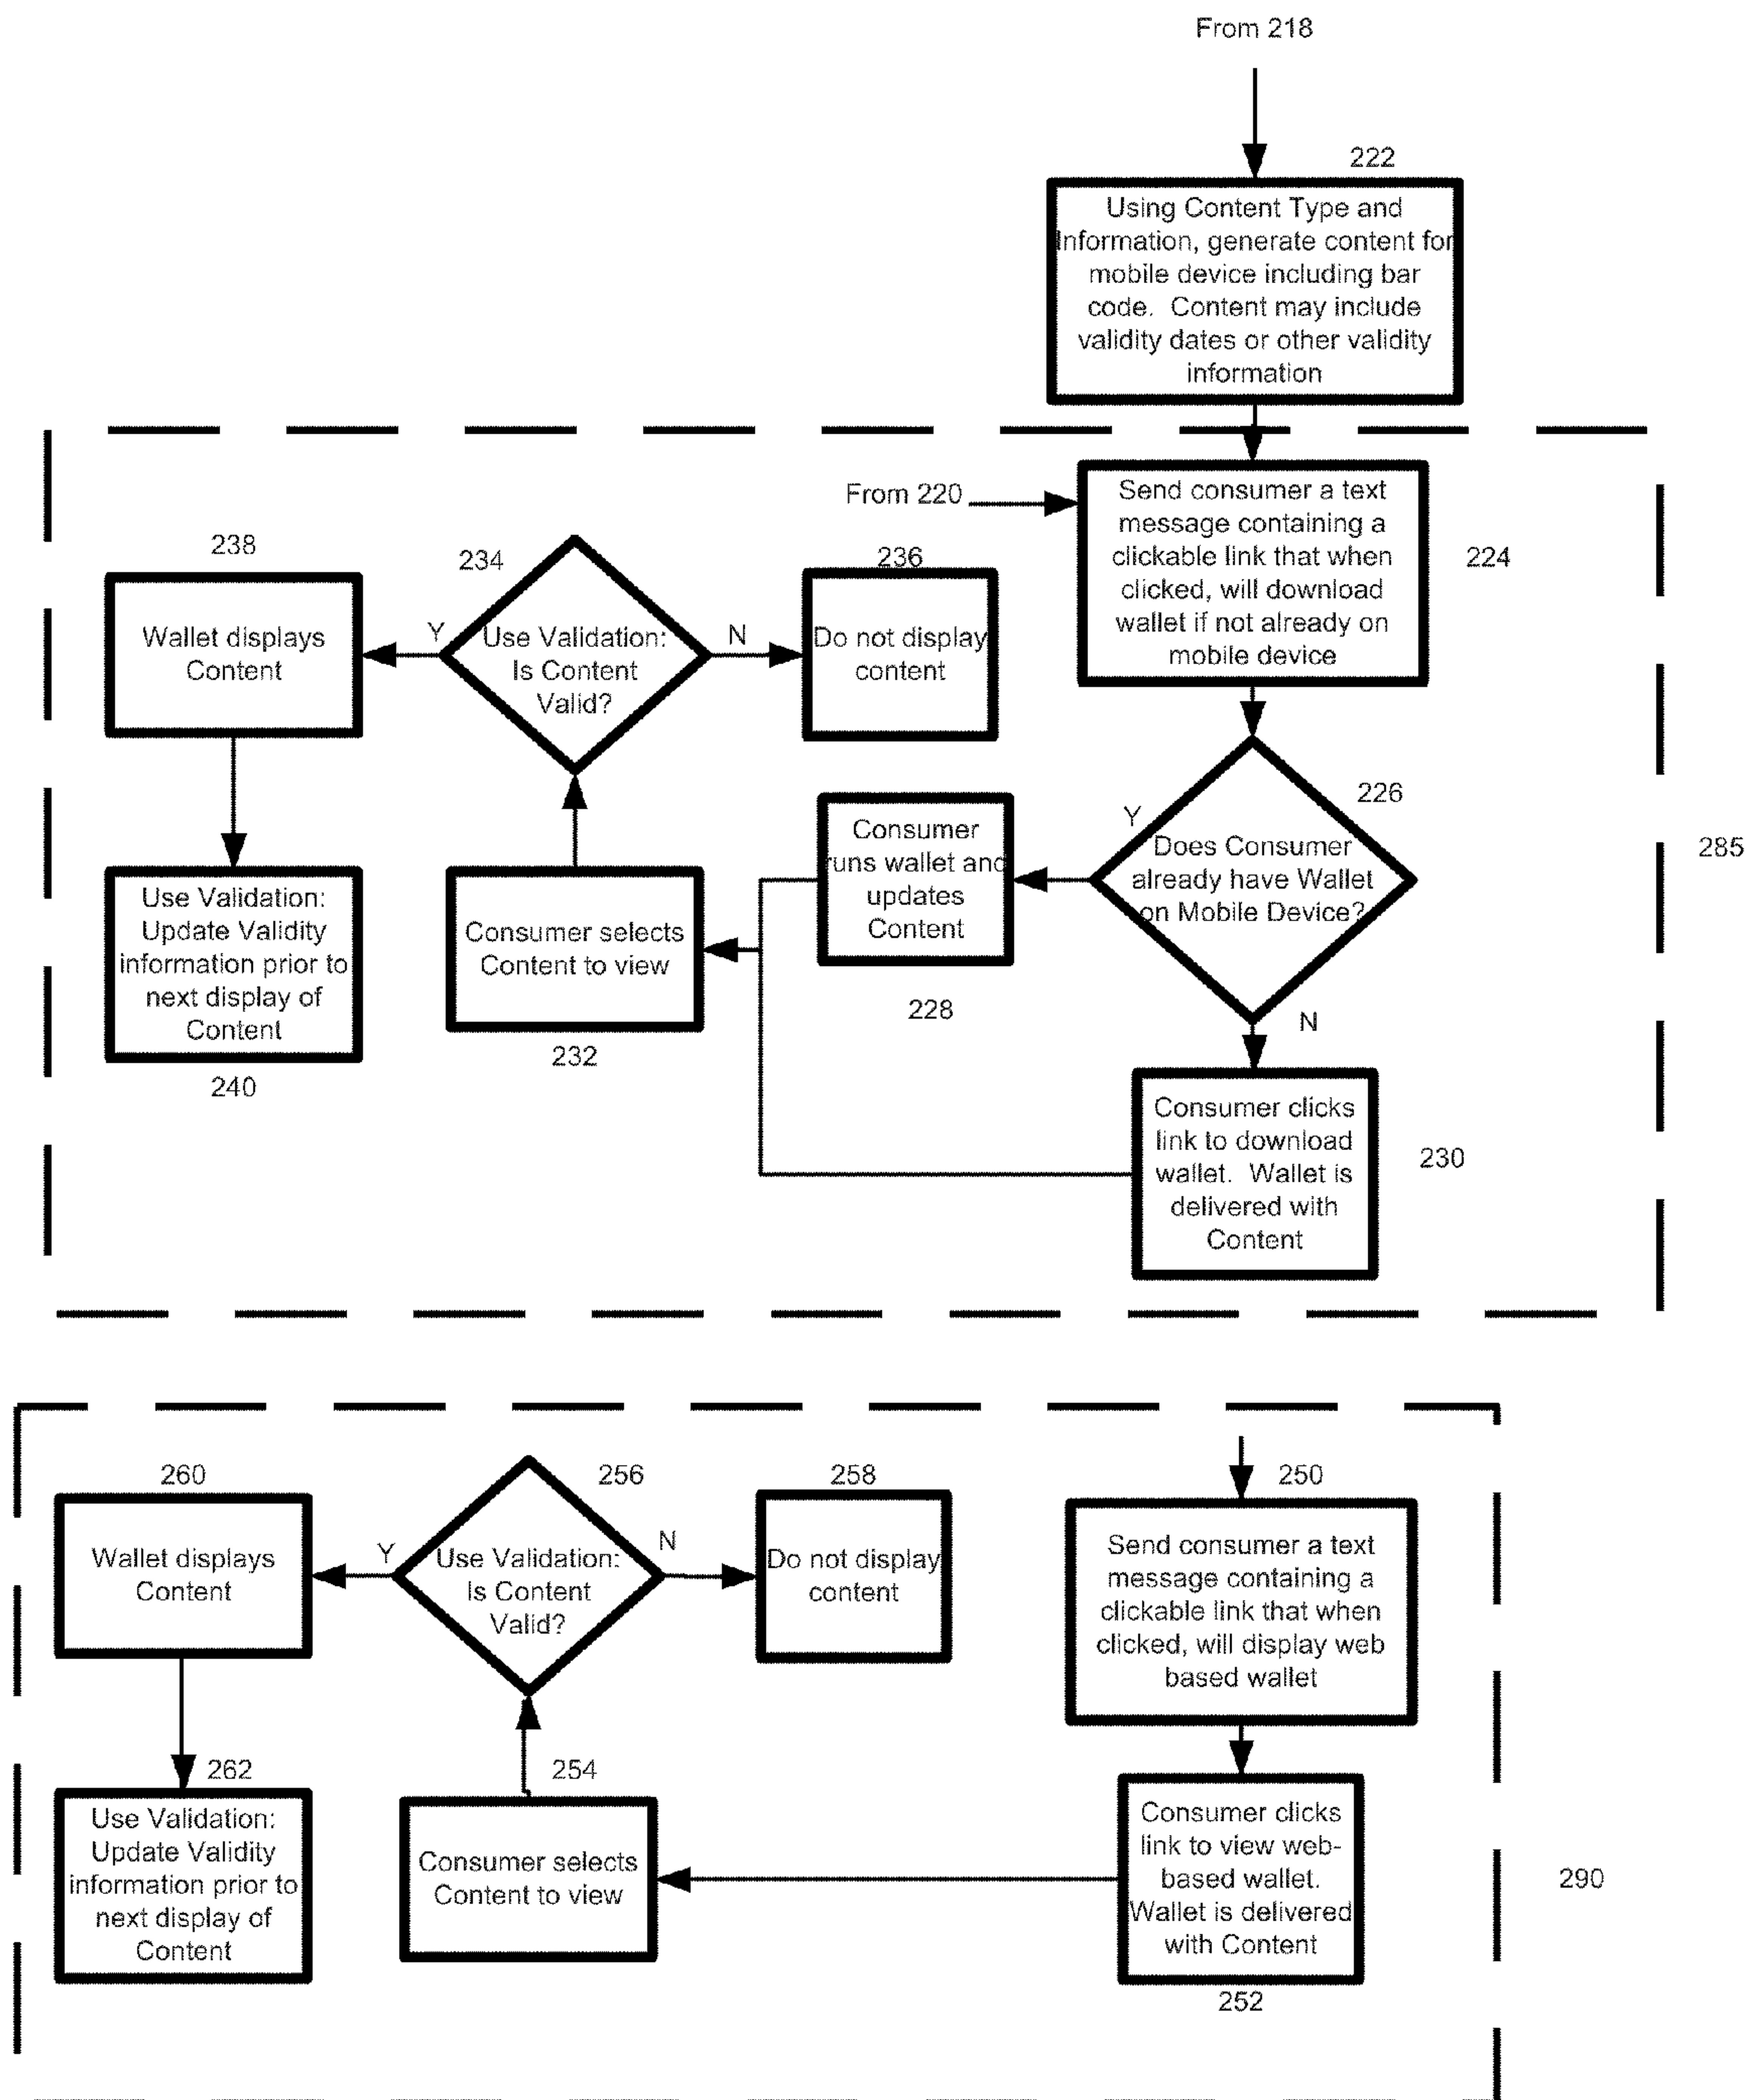 From 218
222
Using Content Type and
Information, generate content for
mobile device including bar
code.  Content may include
validity dates or other validity
information
From 220
Send consumer a text
message containing a
clickable link that when
clicked, will download
wallet if not already on
mobile device
224
238
Wallet displays
Content
234
Y
Use Validation:
Is Content
Valid?
N
236
Do not display
content
226
Y
Does Consumer
already have Wallet
on Mobile Device?
N
285
Consumer
runs wallet and
updates
Content
228
Consumer selects
Content to view
232
Use Validation:
Update Validity
information prior to
next display of
Content
240
Consumer clicks
link to download
wallet.  Wallet is
delivered with
Content
230
260
Wallet displays
Content
256
Y
Use Validation:
Is Content
Valid?
N
258
Do not display
content
250
Send consumer a text
message containing a
clickable link that when
clicked, will display web
based wallet
262
Use Validation:
Update Validity
information prior to
next display of
Content
254
Consumer selects
Content to view
Consumer clicks
link to view web-
based wallet.
Wallet is delivered
with Content
252
290